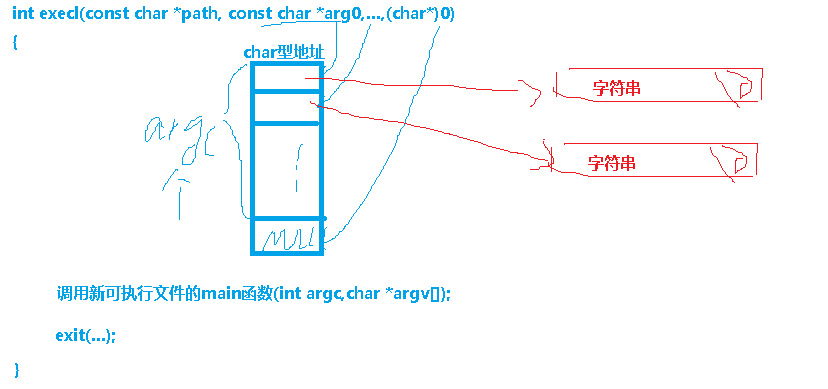 int execl(const char *path, const char *arg0,...,(char*)0)
{
char型地址
字符串 \0
argc
个
字符串 \0
NULL
调用新可执行文件的main函数(int argc,char *argv[]);
exit(...);
}